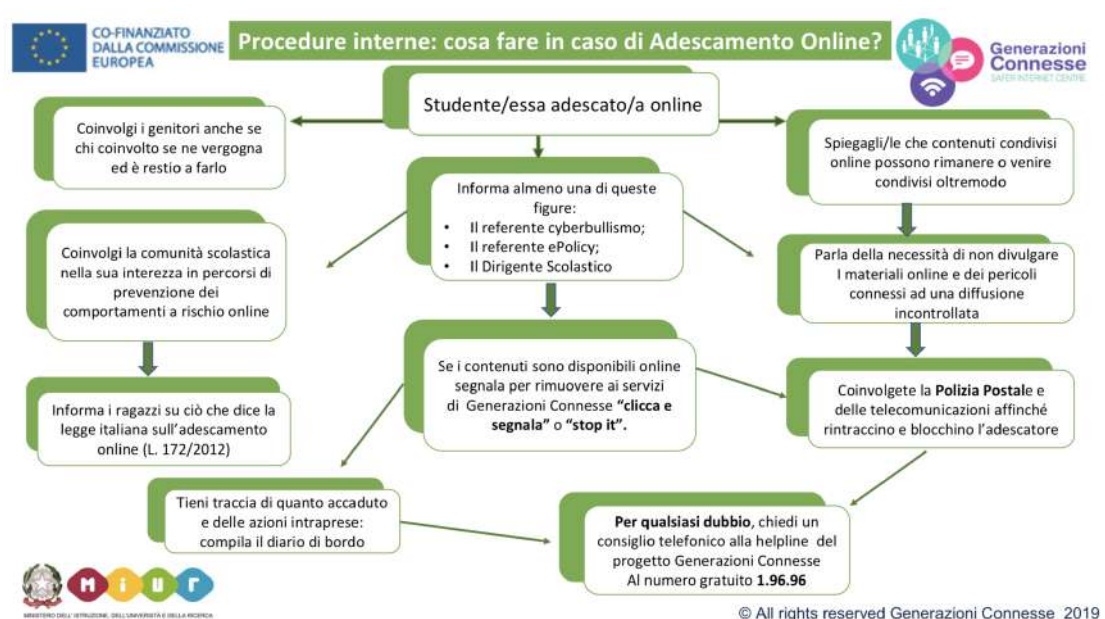 CO-FINANZIATO
DALLA COMMISSIONE
EUROPEA
Procedure interne: cosa fare in caso di Adescamento Online?
Generazioni
Connesse
SAFER INTERNET CENTRE
Studente/essa adescato/a online
Coinvolgi i genitori anche se
chi coinvolto se ne vergogna
ed è restio a farlo
Spiegagli/le che contenuti condivisi
online possono rimanere o venire
condivisi oltremodo
Informa almeno una di queste
figure:
• Il referente cyberbullismo;
• Il referente ePolicy;
• Il Dirigente Scolastico
Coinvolgi la comunità scolastica
nella sua interezza in percorsi di
prevenzione dei
comportamenti a rischio online
Parla della necessità di non divulgare
I materiali online e dei pericoli
connessi ad una diffusione
incontrollata
Se i contenuti sono disponibili online
segnala per rimuovere ai servizi
di Generazioni Connesse “clicca e
segnala” o “stop it”.
Coinvolgete la Polizia Postale e
delle telecomunicazioni affinché
rintraccino e blocchino l’adescatore
Informa i ragazzi su ciò che dice la
legge italiana sull’adescamento
online (L. 172/2012)
Tieni traccia di quanto accaduto
e delle azioni intraprese:
compila il diario di bordo
Per qualsiasi dubbio, chiedi un
consiglio telefonico alla helpline del
progetto Generazioni Connesse
Al numero gratuito 1.96.96
miur
MINISTERO DELL' ISTRUZIONE, DELL'UNIVERSITÀ E DELLA RICERCA
© All rights reserved Generazioni Connesse 2019